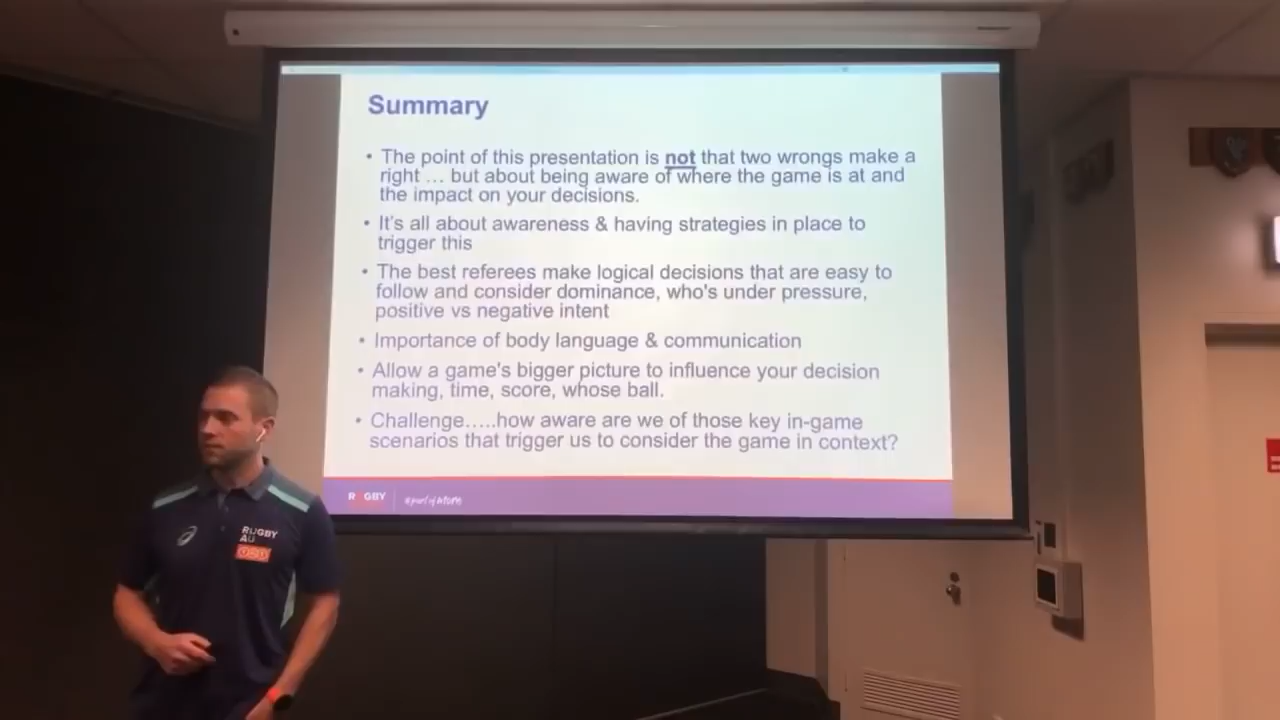 Summary
• The point of this presentation is not that two wrongs make a
right … but about being aware of where the game is at and
the impact on your decisions.
• It's all about awareness & having strategies in place to
trigger this
• The best referees make logical decisions that are easy to
follow and consider dominance, who's under pressure,
positive vs negative intent
• Importance of body language & communication
• Allow a game's bigger picture to influence your decision
making, time, score, whose ball.
• Challenge…..how aware are we of those key in-game
scenarios that trigger us to consider the game in context?
RUGBY
#partofmore
RUGBY
AU